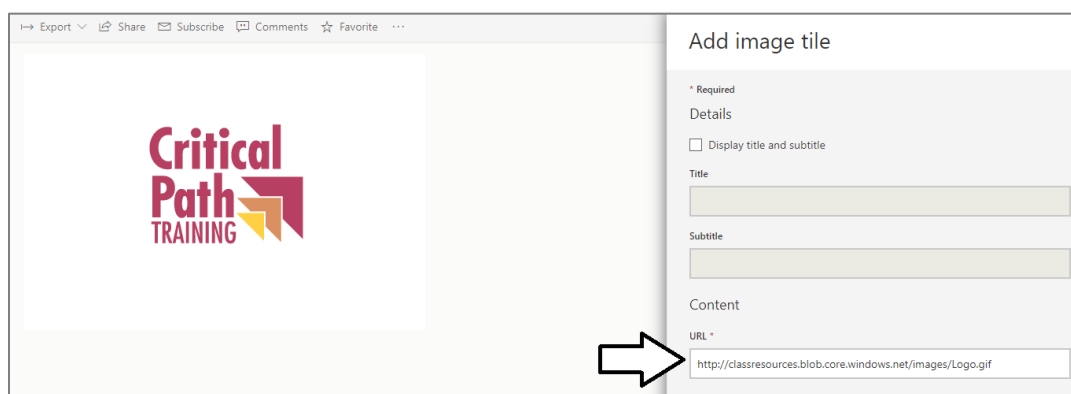 Export Share Subscribe Comments Favorite ...
Critical
Path
TRAINING
Add image tile
* Required
Details
Display title and subtitle
Title
Subtitle
Content
URL *
http://classresources.blob.core.windows.net/images/Logo.gif